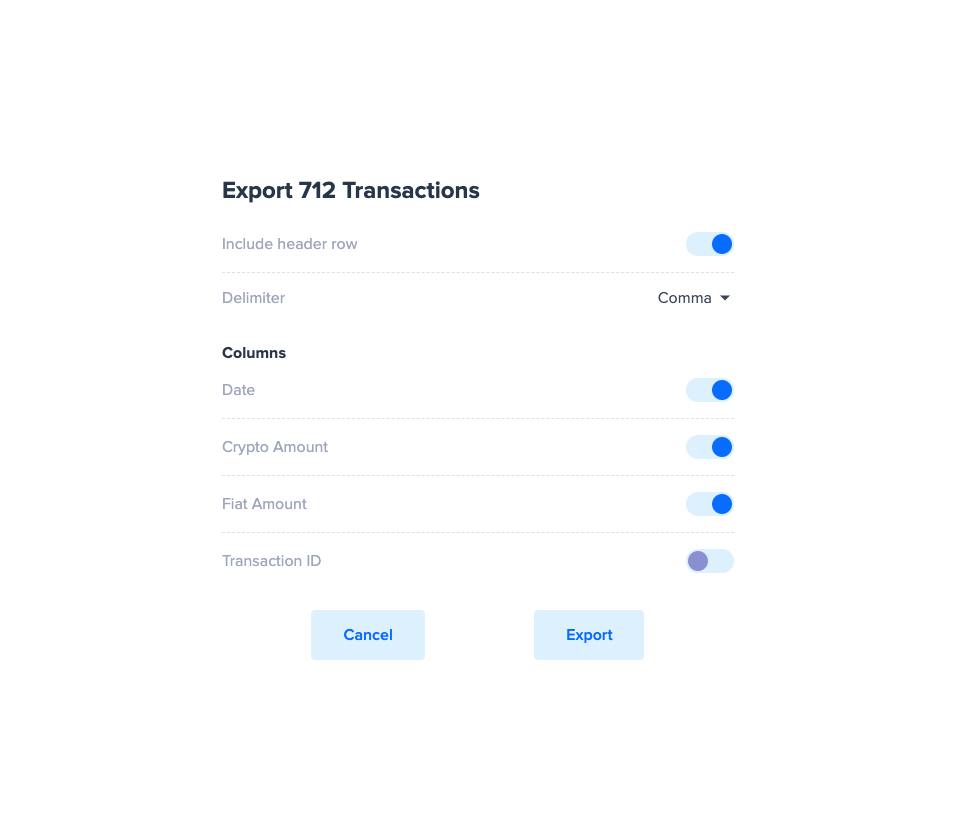 Export 712 Transactions
Include header row
Delimiter Comma
Columns
Date
Crypto Amount
Fiat Amount
Transaction ID
Cancel Export